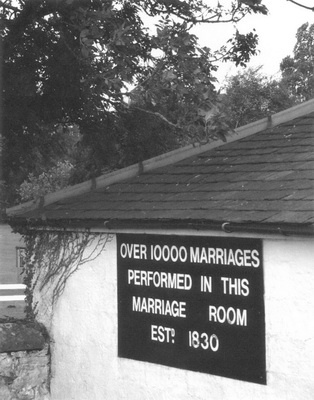 OVER 10000 MARRIAGES
PERFORMED IN THIS
MARRIAGE ROOM
ESTD. 1830